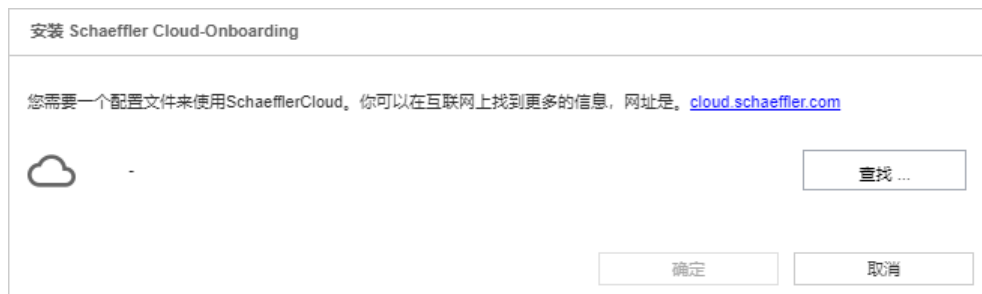 安装 Schaeffler Cloud-Onboarding
您需要一个配置文件来使用SchaefflerCloud。你可以在互联网上找到更多的信息，网址是。cloud.schaeffler.com
-
查找 ...
确定
取消